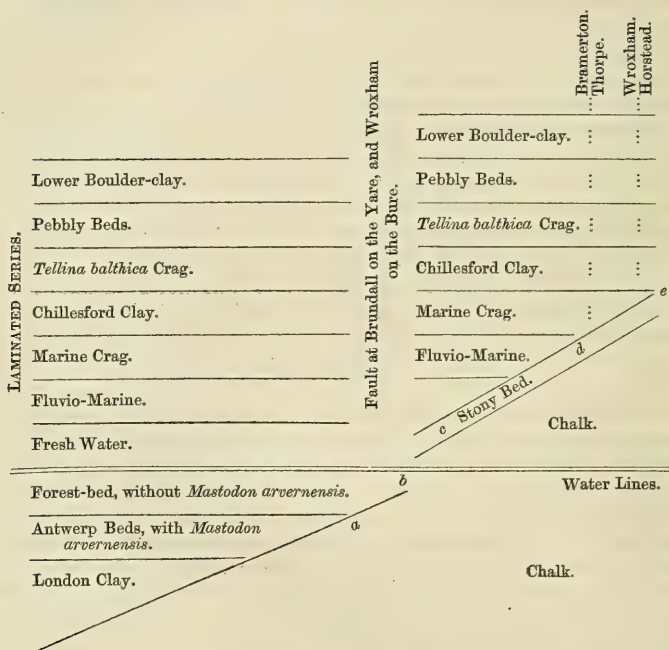 Bramerton.
Thorpe.
Wroxham.
Horstead.
LAMINATED SERIES.
Lower Boulder-clay.
Pebbly Beds.
Tellina balthica Crag.
Chillesford Clay.
Marine Crag.
Fluvio-Marine.
Fresh Water.
Forest-bed, without Mastodon arvernensis.
Antwerp Beds, with Mastodon
arvernensis.
London Clay.
Fault at Brundall on the Yare, and Wroxham
on the Bure.
Lower Boulder-clay.
Pebbly Beds.
Tellina balthica Crag.
Chillesford Clay.
Marine Crag.
Fluvio-Marine.
c Stony Bed. d e
Chalk.
Water Lines.
a b
Chalk.